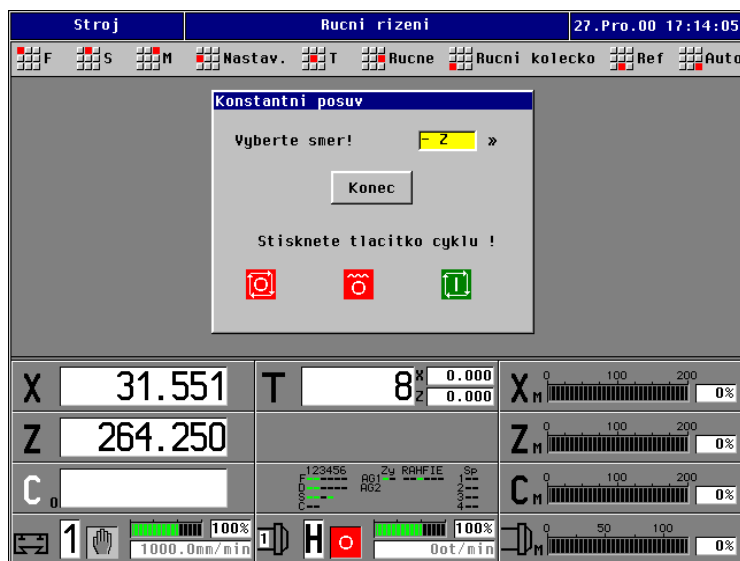 Stroj Rucni rizeni 27.Pro.00 17:14:05
F S M Nastav. T Rucne Rucni kolecko Ref Auto
Konstantni posuv
Vyberte smer! - Z »
Konec
Stisknete tlacitko cyklu !
X 31.551 T 8 X 0.000 Z 0.000 X M 0 100 200 0%
Z 264.250 Z M 0 100 200 0%
C 0 123456 Zy RAHFIE Sp C M 0 100 200 0%
F AG1 1--
D AG2 2--
S 3--
C-- 4--
1 100% 1 H 100% M 0 50 100 0%
1000.0mm/min 0ot/min